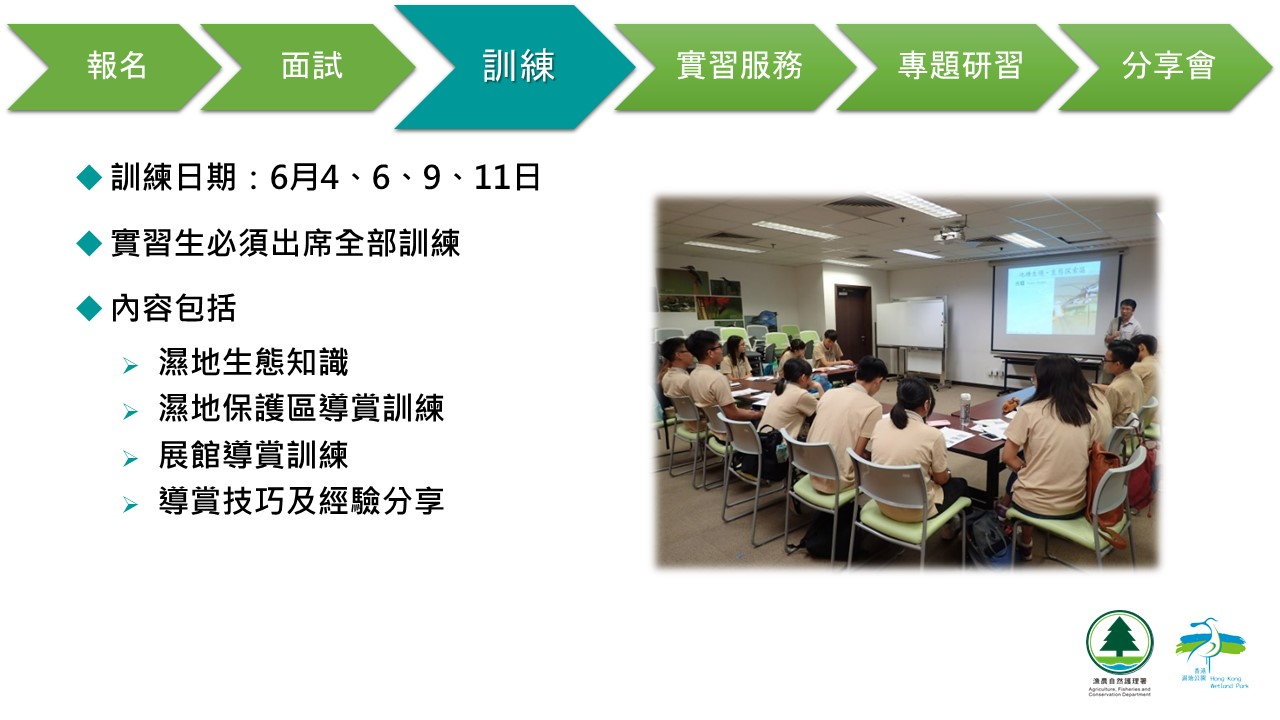 報名
面試
訓練
實習服務
專題研習
分享會
訓練日期：6月4、6、9、11日
實習生必須出席全部訓練
內容包括
濕地生態知識
濕地保護區導賞訓練
展館導賞訓練
導賞技巧及經驗分享
漁農自然護理署
Agriculture, Fisheries and
Conservation Department
香港
濕地公園
Hong Kong
Wetland Park